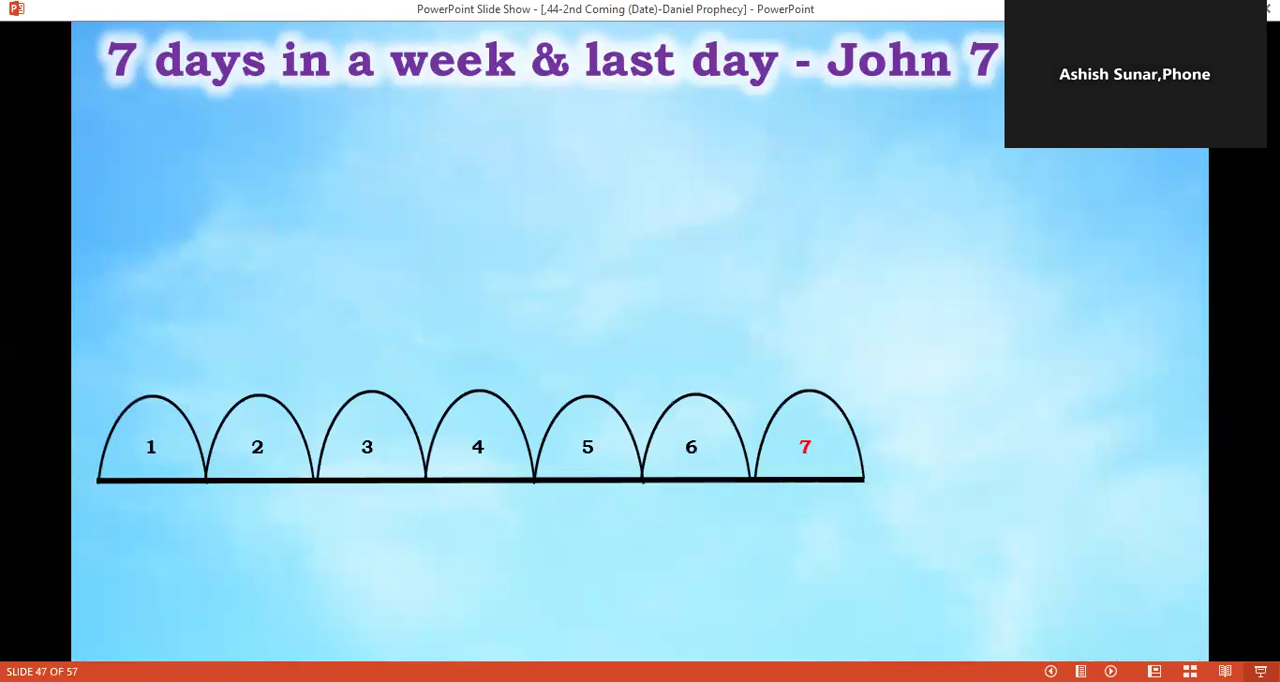 PowerPoint Slide Show - [,44-2nd Coming (Date)-Daniel Prophecy] - PowerPoint
7 days in a week & last day - John 7
Ashish Sunar,Phone
1 2 3 4 5 6 7
SLIDE 47 OF 57